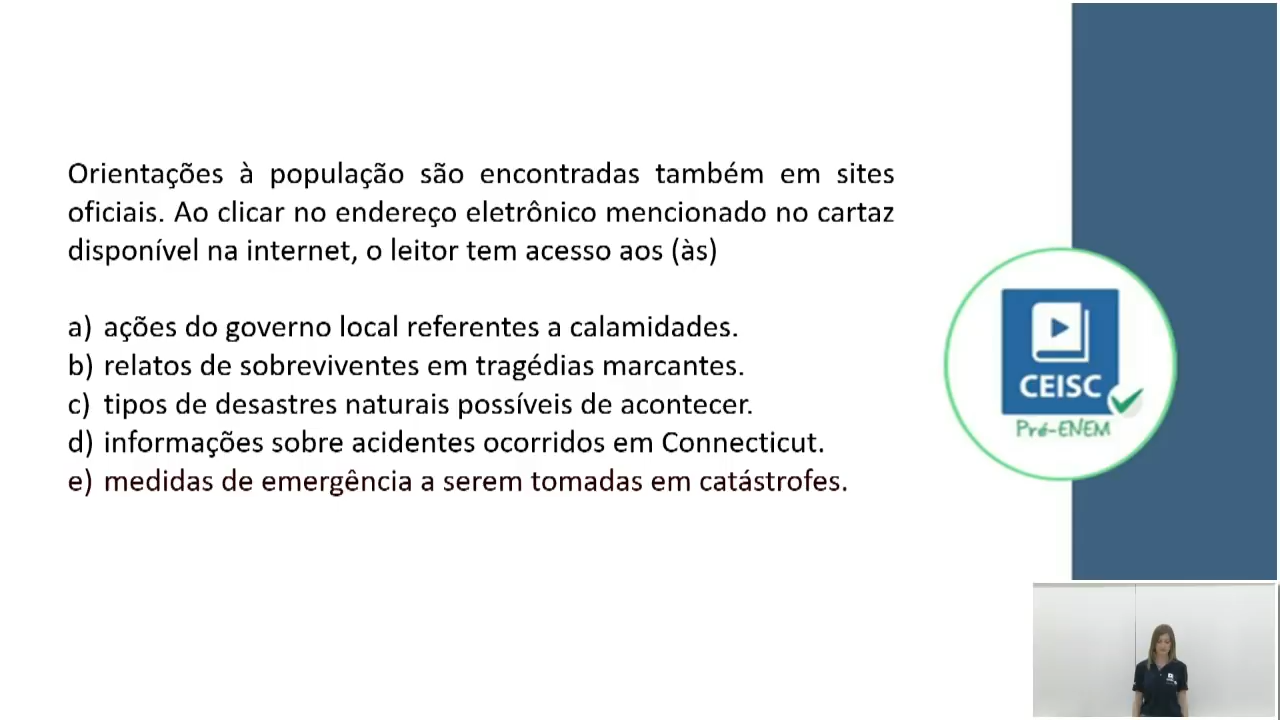 Orientações à população são encontradas também em sites
oficiais. Ao clicar no endereço eletrônico mencionado no cartaz
disponível na internet, o leitor tem acesso aos (às)
a) ações do governo local referentes a calamidades.
b) relatos de sobreviventes em tragédias marcantes.
c) tipos de desastres naturais possíveis de acontecer.
d) informações sobre acidentes ocorridos em Connecticut.
e) medidas de emergência a serem tomadas em catástrofes.
CEISC
Pré-ENEM